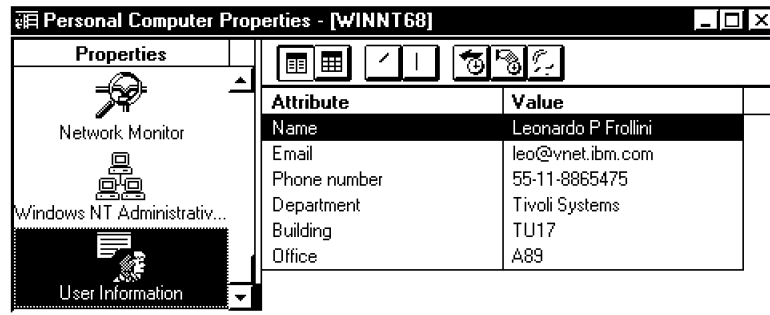 Personal Computer Properties - [WINNT68]
Properties
Network Monitor
Windows NT Administrativ...
User Information
Attribute Value
Name Leonardo P Frollini
Email leo@vnet.ibm.com
Phone number 55-11-8865475
Department Tivoli Systems
Building TU17
Office A89